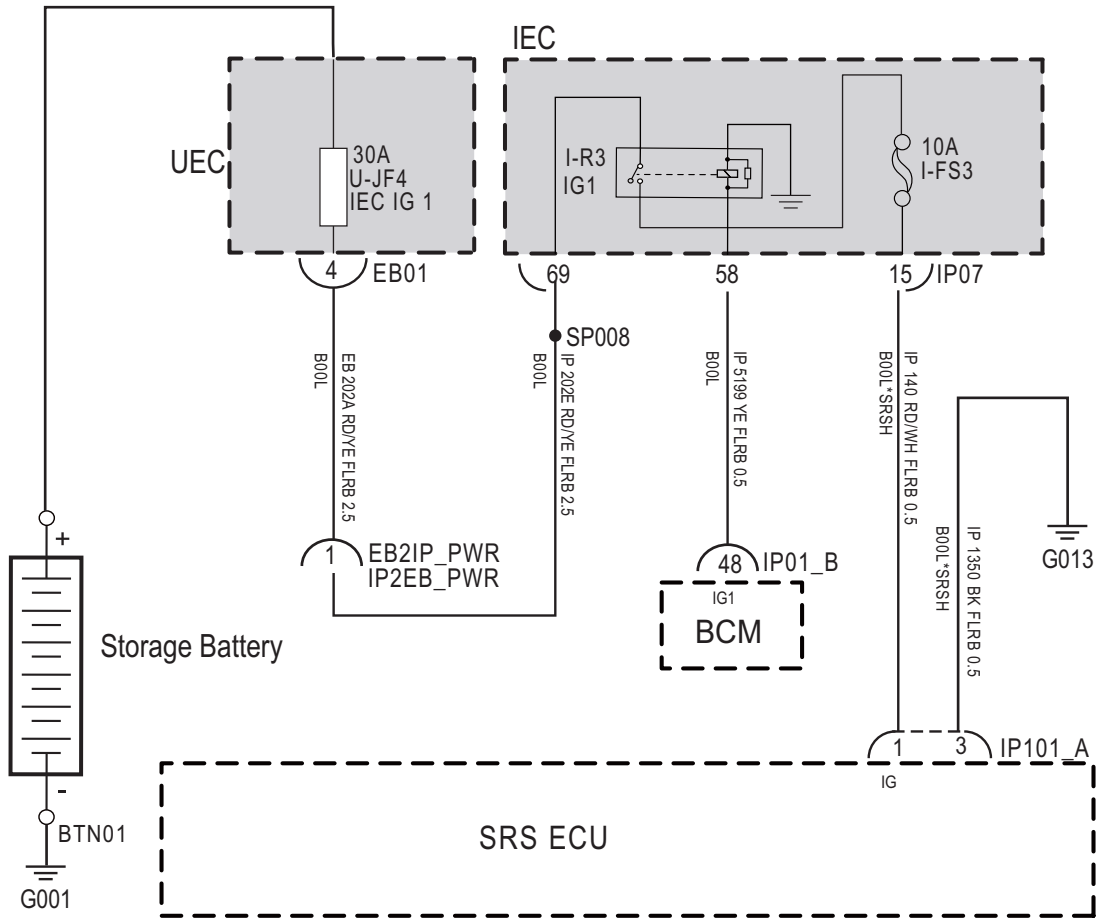 IEC
UEC
30A
U-JF4
IEC IG 1
I-R3
IG1
10A
I-FS3
4 EB01
69
58
15 IP07
SP008
EB 202A RD/YE FLRB 2.5
B00L
IP 202E RD/YE FLRB 2.5
B00L
IP 5199 YE FLRB 0.5
B00L
IP 140 RD/WH FLRB 0.5
B00L*SRSH
IP 1350 BK FLRB 0.5
B00L*SRSH
G013
+
1 EB2IP_PWR
IP2EB_PWR
48 IP01_B
IG1
BCM
Storage Battery
1 3 IP101_A
IG
-
BTN01
G001
SRS ECU